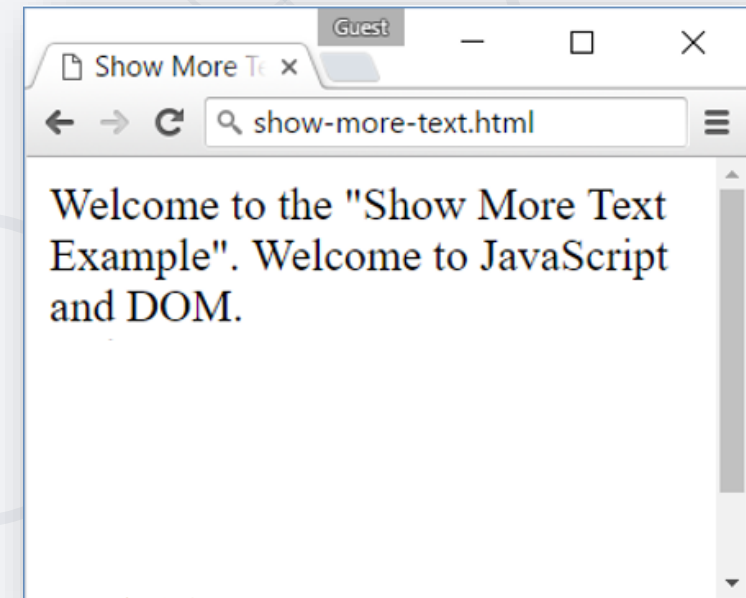 Guest
Show More Te
show-more-text.html
Welcome to the "Show More Text
Example". Welcome to JavaScript
and DOM.